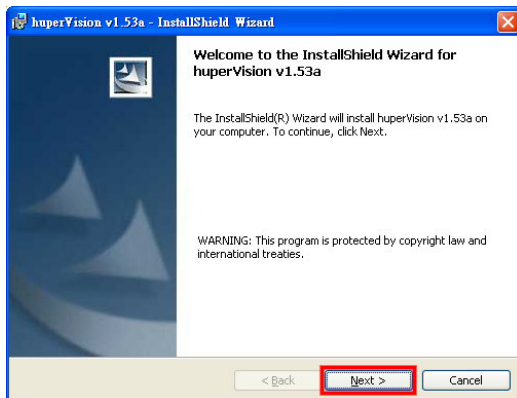 huperVision v1.53a - InstallShield Wizard
Welcome to the InstallShield Wizard for
huperVision v1.53a
The InstallShield(R) Wizard will install huperVision v1.53a on
your computer. To continue, click Next.
WARNING: This program is protected by copyright law and
international treaties.
< Back Next > Cancel